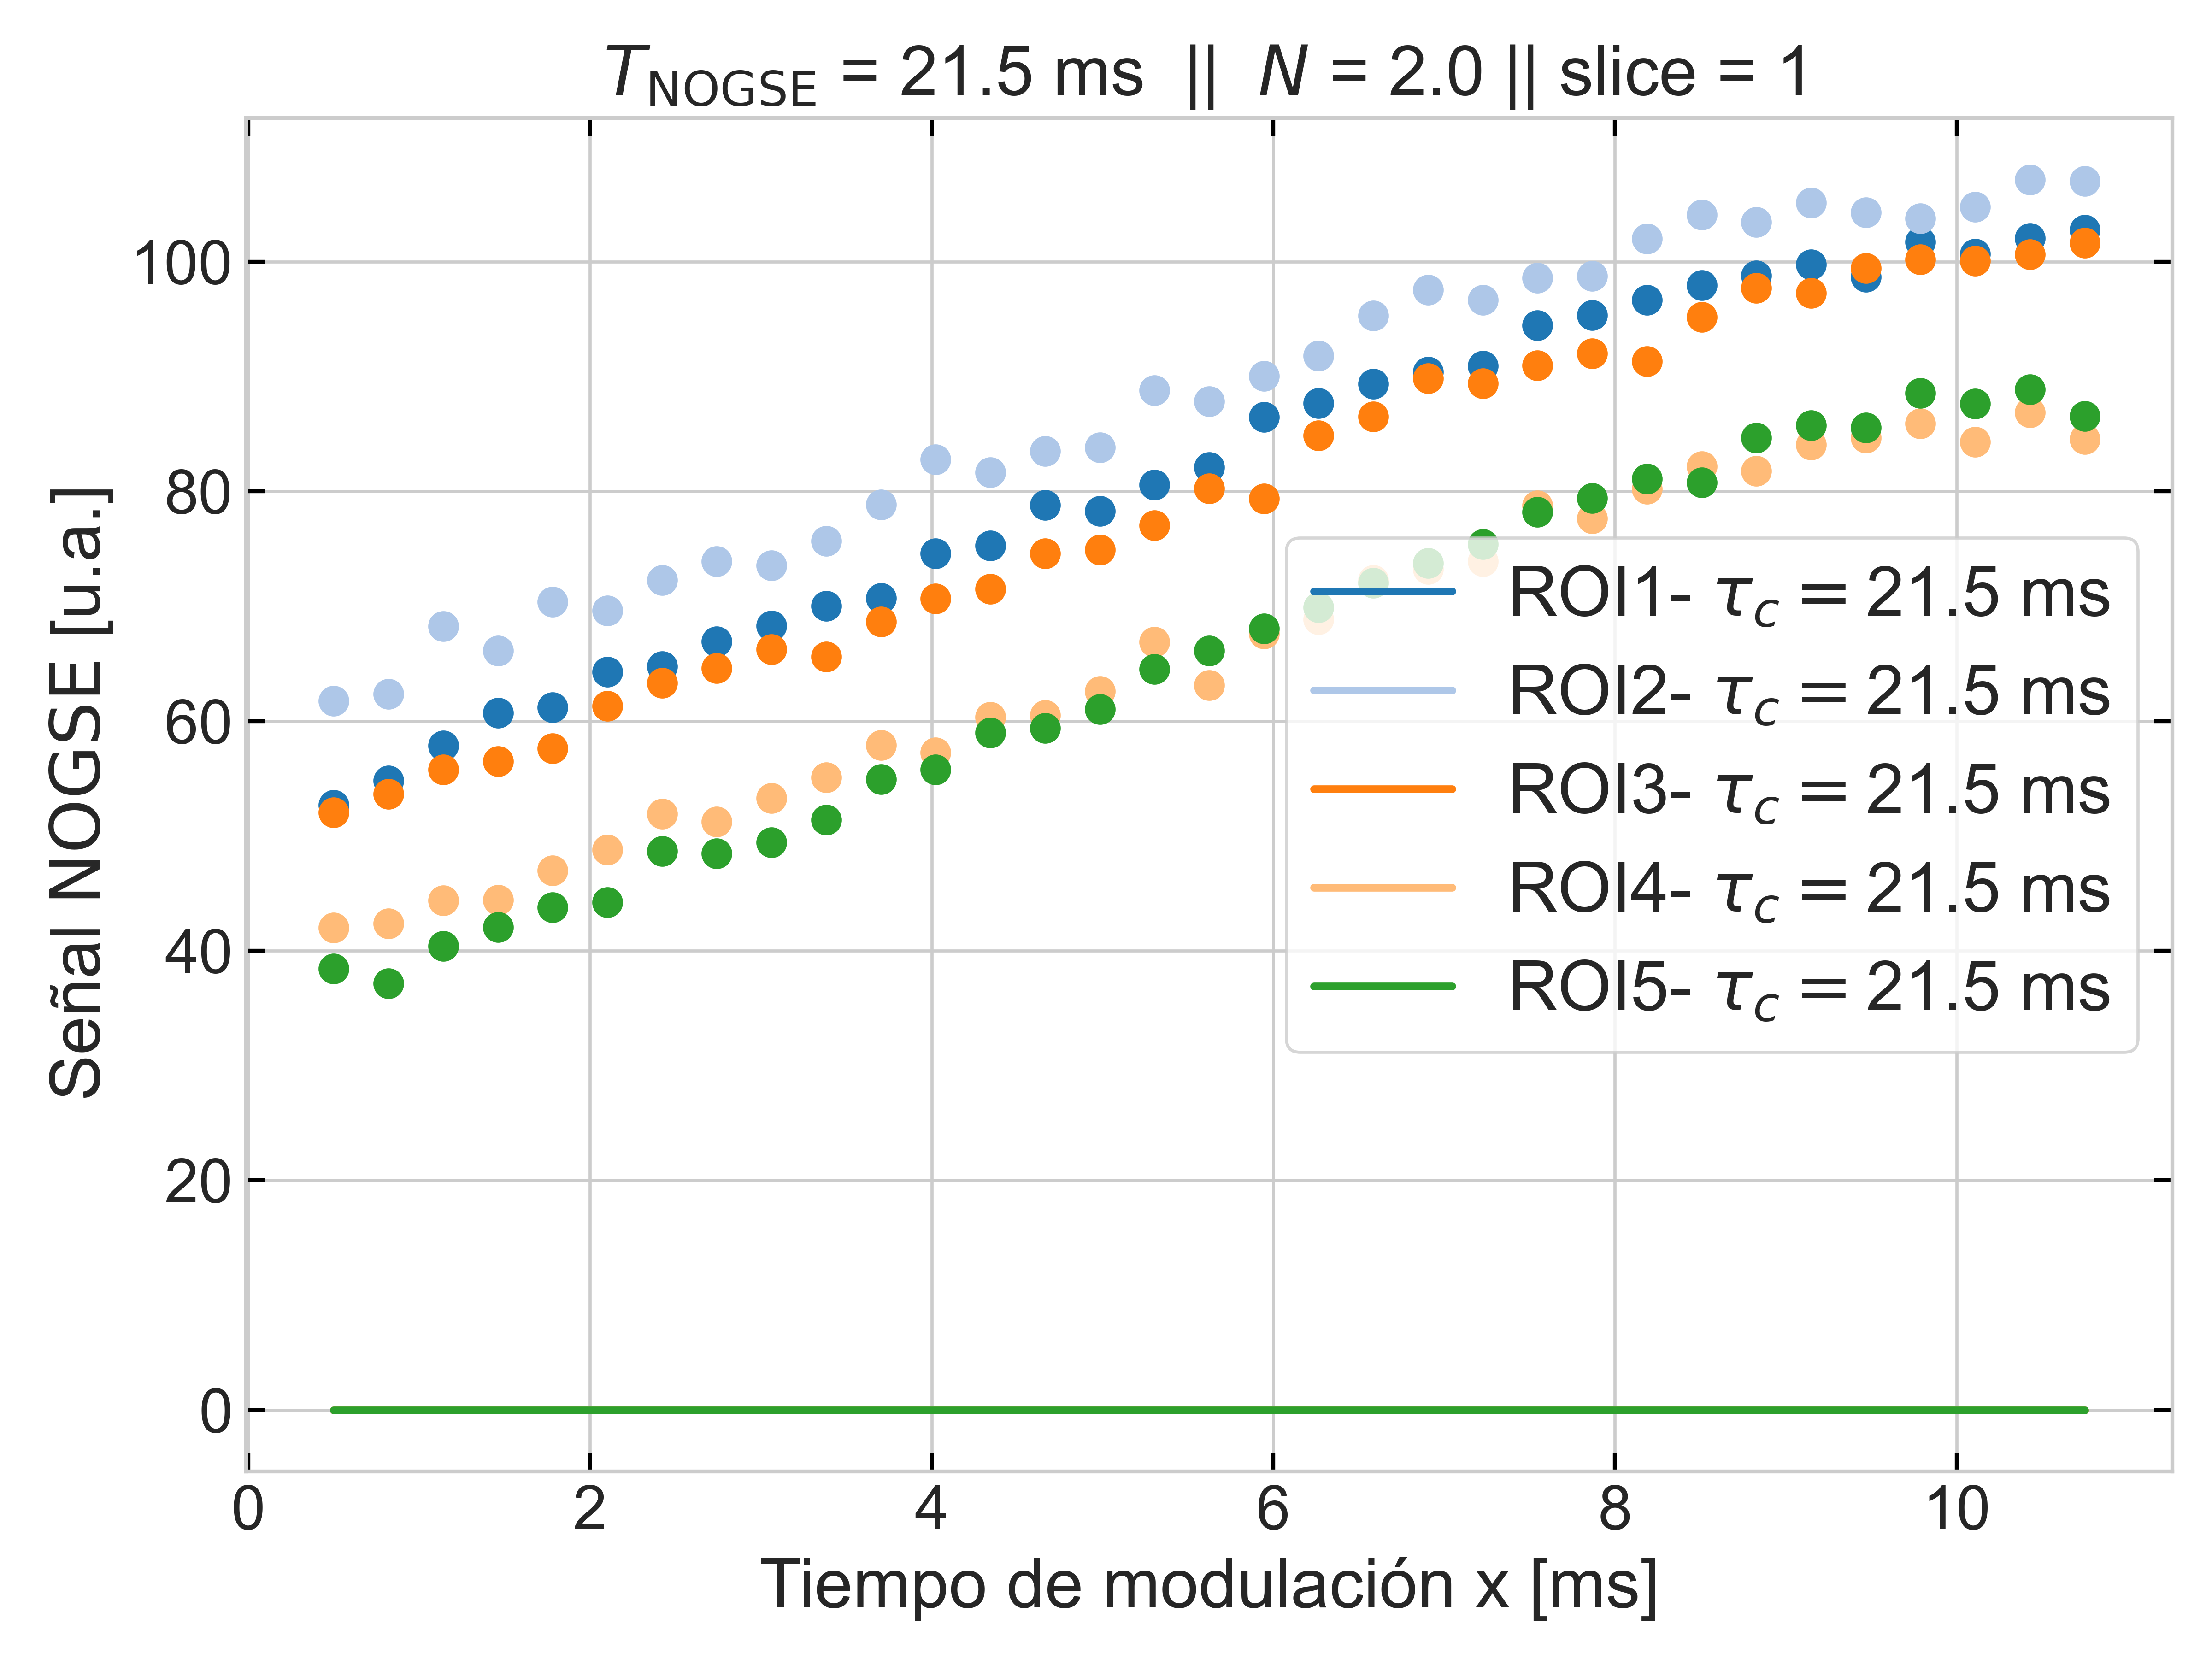 T_NOGSE = 21.5 ms || N = 2.0 || slice = 1
Señal NOGSE [u.a.]
100
80
60
40
20
0
ROI1- τ_c = 21.5 ms
ROI2- τ_c = 21.5 ms
ROI3- τ_c = 21.5 ms
ROI4- τ_c = 21.5 ms
ROI5- τ_c = 21.5 ms
0 2 4 6 8 10
Tiempo de modulación x [ms]